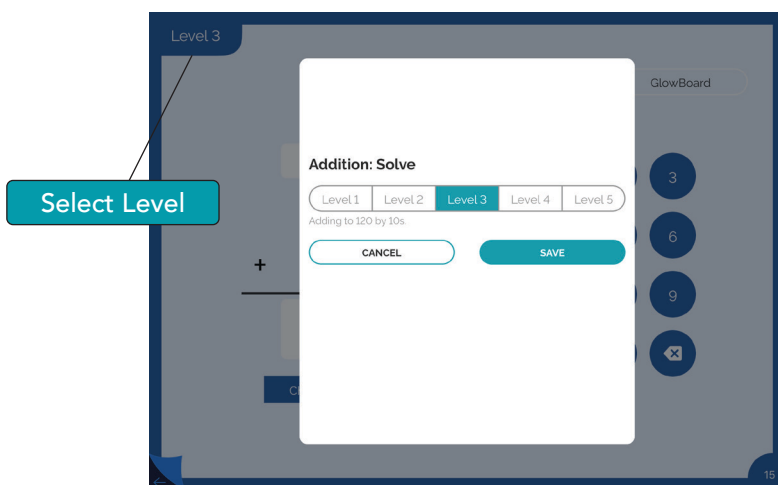 Level 3
GlowBoard
Addition: Solve
3
Select Level
Level 1 Level 2 Level 3 Level 4 Level 5
Adding to 120 by 10s.
6
CANCEL SAVE
+
9
15